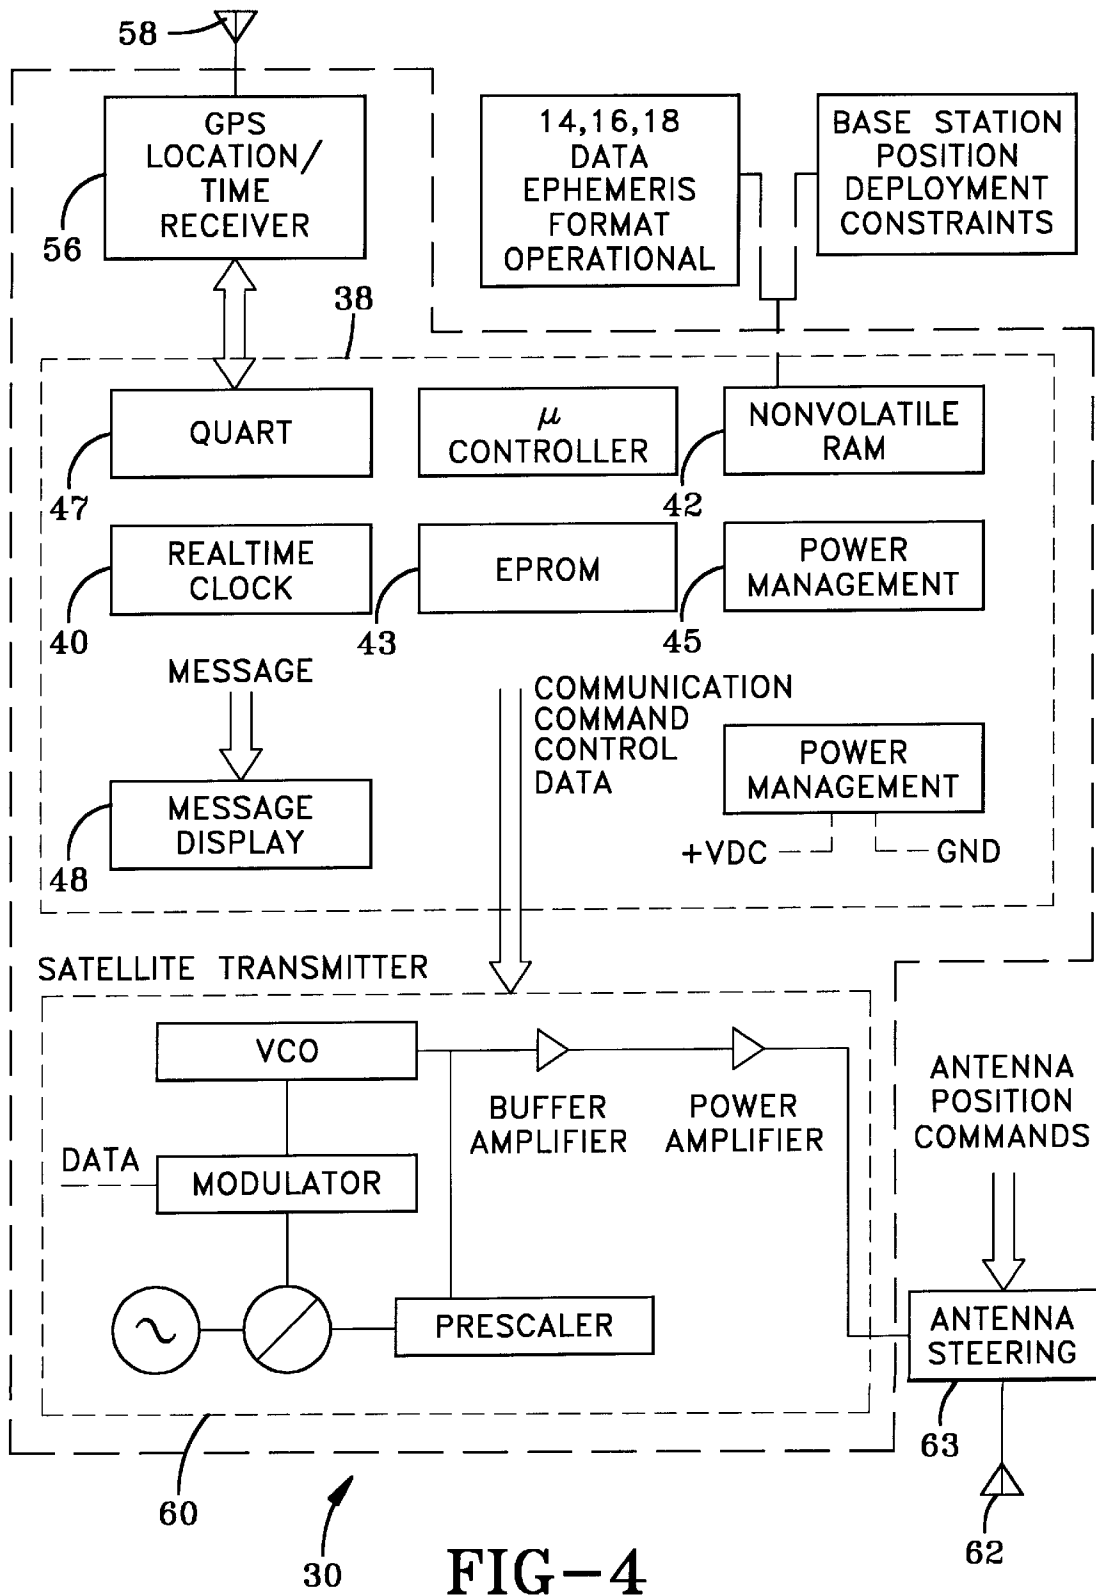 58
GPS
LOCATION/
TIME
RECEIVER
56
14,16,18
DATA
EPHEMERIS
FORMAT
OPERATIONAL
BASE STATION
POSITION
DEPLOYMENT
CONSTRAINTS
38
QUART
47
μ
CONTROLLER
NONVOLATILE
RAM
42
REALTIME
CLOCK
40
EPROM
43
POWER
MANAGEMENT
45
MESSAGE
MESSAGE
DISPLAY
48
COMMUNICATION
COMMAND
CONTROL
DATA
POWER
MANAGEMENT
+VDC
GND
SATELLITE TRANSMITTER
VCO
BUFFER
AMPLIFIER
POWER
AMPLIFIER
DATA
MODULATOR
PRESCALER
ANTENNA
POSITION
COMMANDS
ANTENNA
STEERING
63
60
30
62
FIG-4